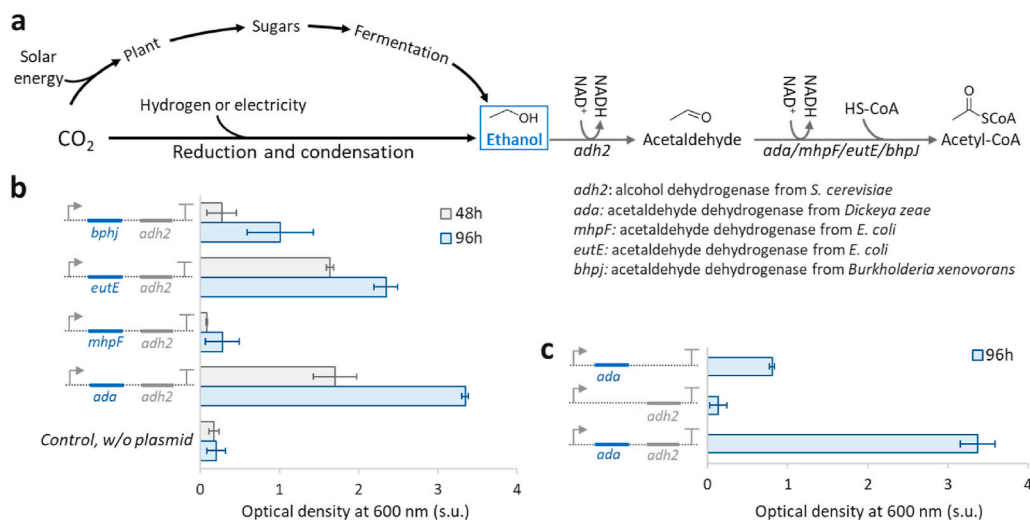 a
Sugars
Plant
Fermentation
Solar
energy
Hydrogen or electricity
CO2
Reduction and condensation
OH
Ethanol
NAD+
NADH
adh2
O
Acetaldehyde
NAD+
NADH
HS-CoA
ada/mhpF/eutE/bhpJ
O
SCoA
Acetyl-CoA
adh2: alcohol dehydrogenase from S. cerevisiae
ada: acetaldehyde dehydrogenase from Dickeya zeae
mhpF: acetaldehyde dehydrogenase from E. coli
eutE: acetaldehyde dehydrogenase from E. coli
bhpj: acetaldehyde dehydrogenase from Burkholderia xenovorans
b
48h
96h
bphj adh2
eutE adh2
mhpF adh2
ada adh2
Control, w/o plasmid
0 1 2 3 4
Optical density at 600 nm (s.u.)
c
96h
ada
adh2
ada adh2
0 1 2 3 4
Optical density at 600 nm (s.u.)